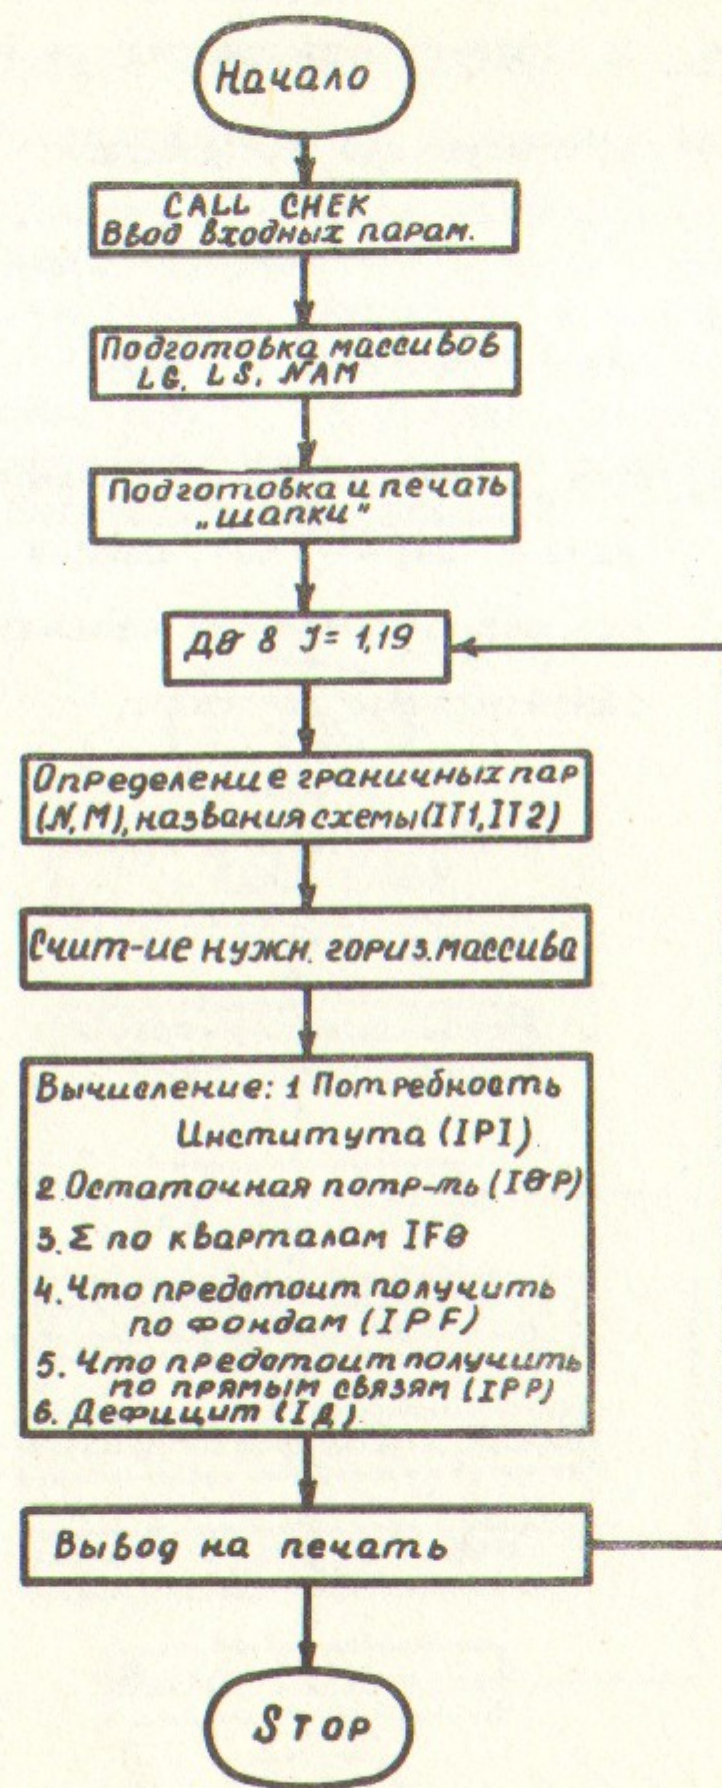 Начало
CALL CHEK
Ввод входных парам.
Подготовка массивов
LG, LS, NAM
Подготовка и печать
„шапки”
ДО 8 J= 1,19
Определение граничных пар
(N,M), названия схемы (IT1, IT2)
Счит-ие нужн. гориз. массива
Вычисление: 1 Потребность
Института (IPI)
2. Остаточная потр-ть (IOP)
3. Σ по кварталам IFO
4. Что предстоит получить
по фондам (IPF)
5. Что предстоит получить
по прямым связям (IPP)
6. Дефицит (IД)
Вывод на печать
STOP